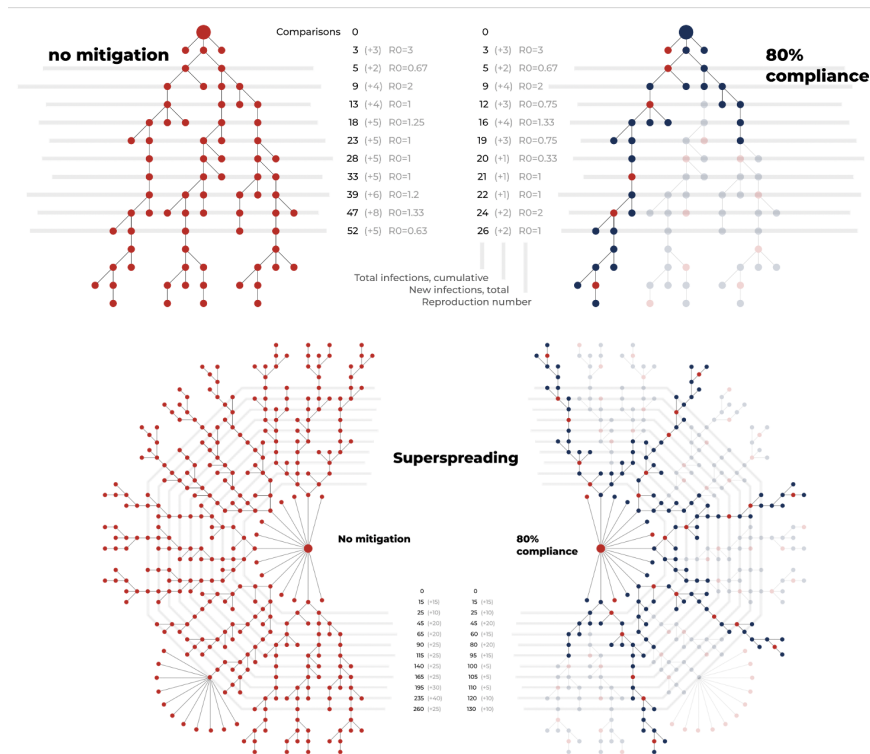 Comparisons 0 0
no mitigation
80%
compliance
3 (+3) R0=3 3 (+3) R0=3
5 (+2) R0=0.67 5 (+2) R0=0.67
9 (+4) R0=2 9 (+4) R0=2
13 (+4) R0=1 12 (+3) R0=0.75
18 (+5) R0=1.25 16 (+4) R0=1.33
23 (+5) R0=1 19 (+3) R0=0.75
28 (+5) R0=1 20 (+1) R0=0.33
33 (+5) R0=1 21 (+1) R0=1
39 (+6) R0=1.2 22 (+1) R0=1
47 (+8) R0=1.33 24 (+2) R0=2
52 (+5) R0=0.63 26 (+2) R0=1
Total infections, cumulative
New infections, total
Reproduction number
Superspreading
No mitigation
80%
compliance
0 0
15 (+15) 15 (+15)
25 (+10) 25 (+10)
45 (+20) 45 (+20)
65 (+20) 60 (+15)
90 (+25) 80 (+20)
115 (+25) 95 (+15)
140 (+25) 100 (+5)
165 (+25) 105 (+5)
195 (+30) 110 (+5)
235 (+40) 120 (+10)
260 (+25) 130 (+10)